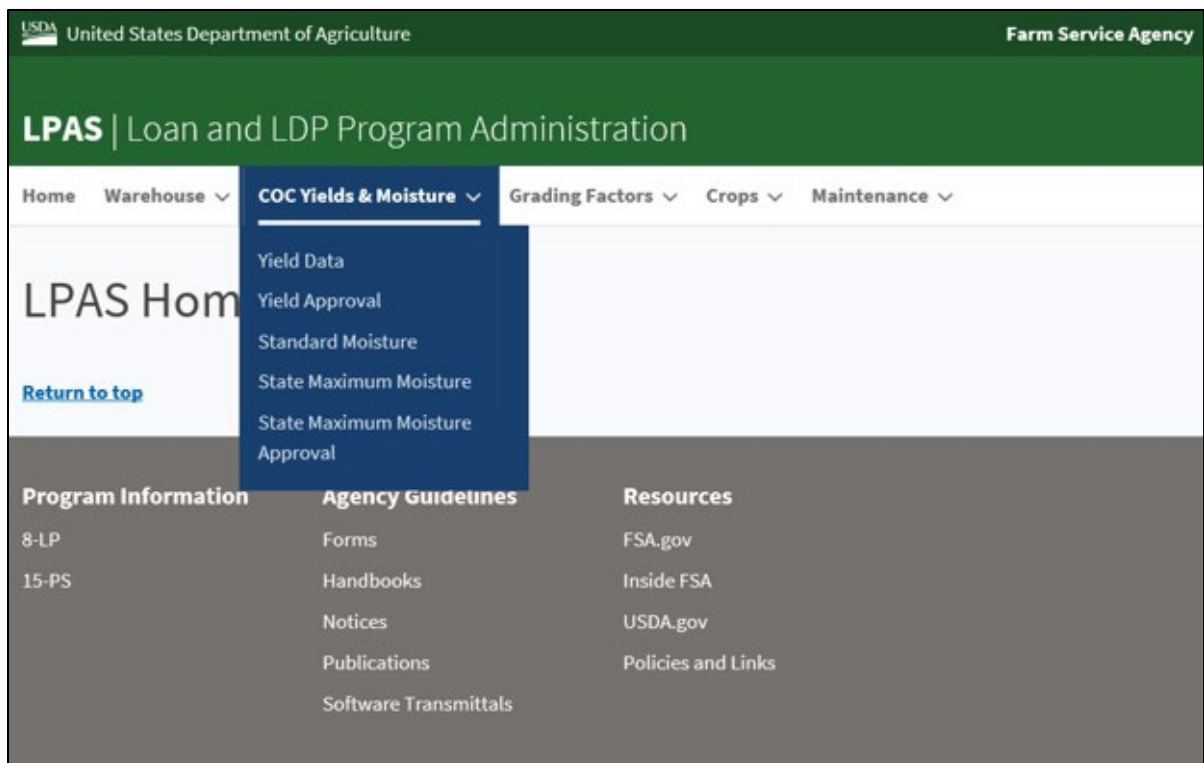 USDA United States Department of Agriculture
Farm Service Agency
LPAS | Loan and LDP Program Administration
Home Warehouse COC Yields & Moisture Grading Factors Crops Maintenance
Yield Data
LPAS Hom
Yield Approval
Standard Moisture
State Maximum Moisture
Return to top
State Maximum Moisture
Approval
Program Information
8-LP
15-PS
Agency Guidelines
Forms
Handbooks
Notices
Publications
Software Transmittals
Resources
FSA.gov
Inside FSA
USDA.gov
Policies and Links